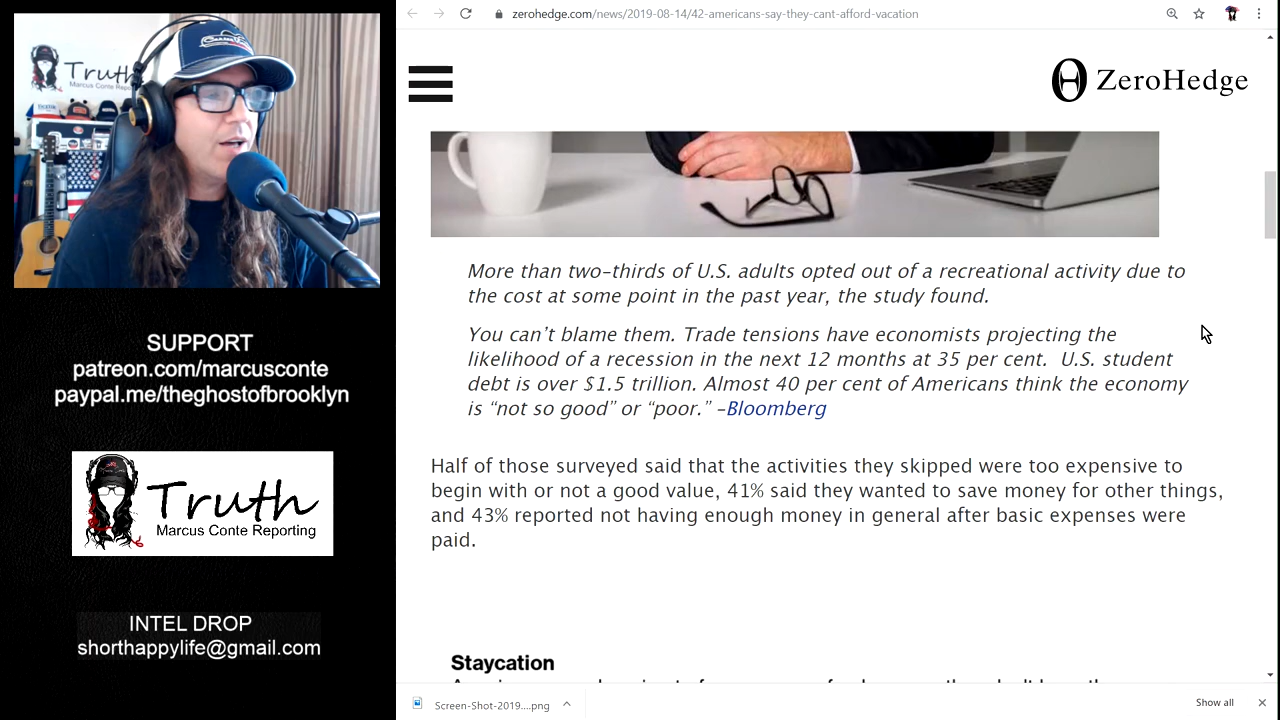 zerohedge.com/news/2019-08-14/42-americans-say-they-cant-afford-vacation
Truth
Marcus Conte Repor
ZeroHedge
More than two-thirds of U.S. adults opted out of a recreational activity due to
the cost at some point in the past year, the study found.
You can’t blame them. Trade tensions have economists projecting the
likelihood of a recession in the next 12 months at 35 per cent.  U.S. student
debt is over $1.5 trillion. Almost 40 per cent of Americans think the economy
is “not so good” or “poor.” –Bloomberg
Half of those surveyed said that the activities they skipped were too expensive to
begin with or not a good value, 41% said they wanted to save money for other things,
and 43% reported not having enough money in general after basic expenses were
paid.
Staycation
SUPPORT
patreon.com/marcusconte
paypal.me/theghostofbrooklyn
Truth
Marcus Conte Reporting
INTEL DROP
shorthappylife@gmail.com
Screen-Shot-2019....png
Show all